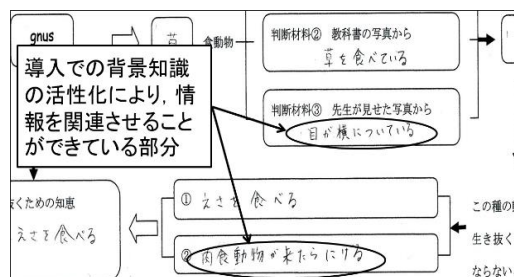 gnus
草
食動物
判断材料② 教科書の写真から
草を食べている
判断材料③ 先生が見せた写真から
目が横についている
導入での背景知識
の活性化により，情
報を関連させること
ができている部分
くための知恵
えさを食べる
① えさを食べる
② 肉食動物が来たらにげる
この種の
生き抜く
ならない